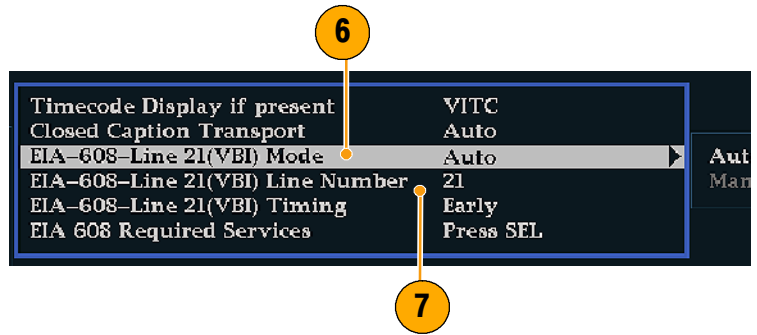 6
Timecode Display if present VITC
Closed Caption Transport Auto
EIA-608-Line 21(VBI) Mode Auto
Aut
EIA-608-Line 21(VBI) Line Number 21
Man
EIA-608-Line 21(VBI) Timing Early
EIA 608 Required Services Press SEL
7